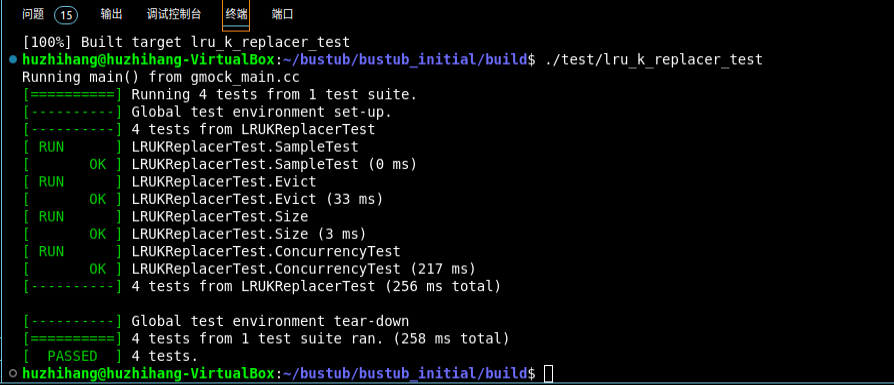 问题 15 输出 调试控制台 终端 端口
[100%] Built target lru_k_replacer_test
huzhihang@huzhihang-VirtualBox:~/bustub/bustub_initial/build$ ./test/lru_k_replacer_test
Running main() from gmock_main.cc
[==========] Running 4 tests from 1 test suite.
[----------] Global test environment set-up.
[----------] 4 tests from LRUKReplacerTest
[ RUN      ] LRUKReplacerTest.SampleTest
[       OK ] LRUKReplacerTest.SampleTest (0 ms)
[ RUN      ] LRUKReplacerTest.Evict
[       OK ] LRUKReplacerTest.Evict (33 ms)
[ RUN      ] LRUKReplacerTest.Size
[       OK ] LRUKReplacerTest.Size (3 ms)
[ RUN      ] LRUKReplacerTest.ConcurrencyTest
[       OK ] LRUKReplacerTest.ConcurrencyTest (217 ms)
[----------] 4 tests from LRUKReplacerTest (256 ms total)
[----------] Global test environment tear-down
[==========] 4 tests from 1 test suite ran. (258 ms total)
[  PASSED  ] 4 tests.
huzhihang@huzhihang-VirtualBox:~/bustub/bustub_initial/build$